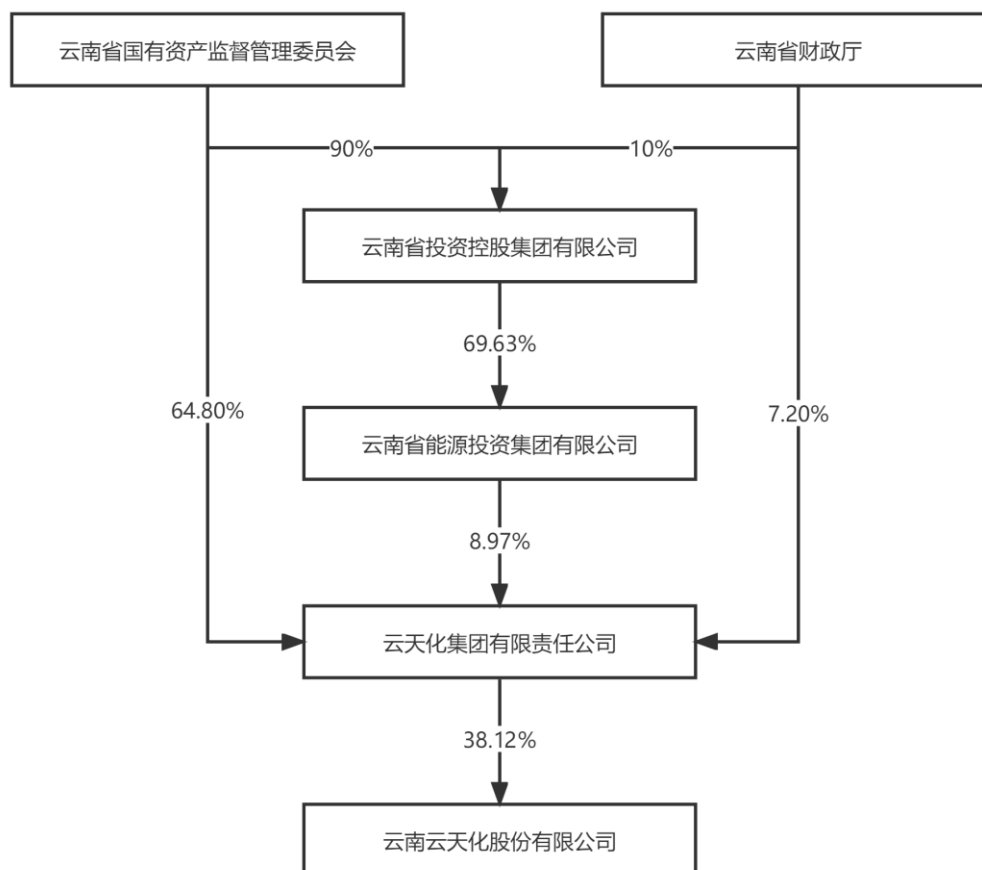 云南省国有资产监督管理委员会
云南省财政厅
90%
10%
云南省投资控股集团有限公司
69.63%
64.80%
7.20%
云南省能源投资集团有限公司
8.97%
云天化集团有限责任公司
38.12%
云南云天化股份有限公司